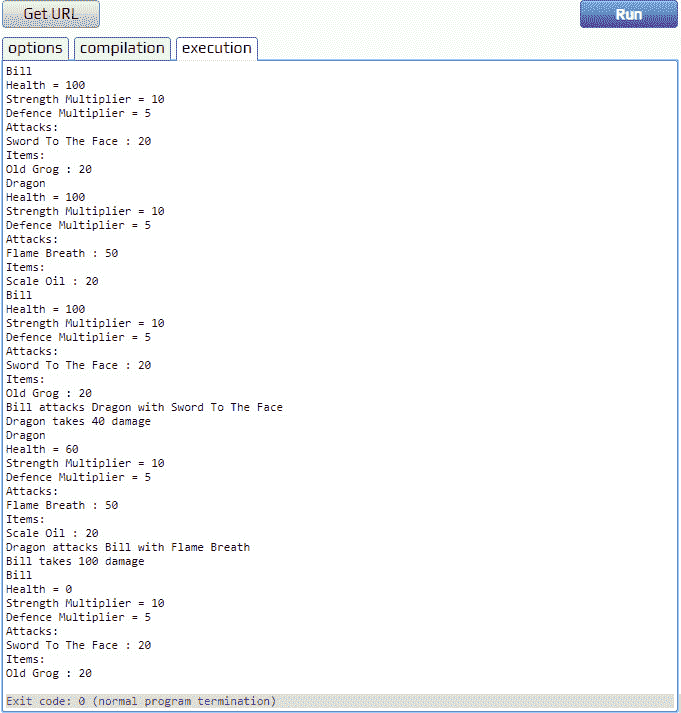 Get URL
Run
options
compilation
execution
Bill
Health = 100
Strength Multiplier = 10
Defence Multiplier = 5
Attacks:
Sword To The Face : 20
Items:
Old Grog : 20
Dragon
Health = 100
Strength Multiplier = 10
Defence Multiplier = 5
Attacks:
Flame Breath : 50
Items:
Scale Oil : 20
Bill
Health = 100
Strength Multiplier = 10
Defence Multiplier = 5
Attacks:
Sword To The Face : 20
Items:
Old Grog : 20
Bill attacks Dragon with Sword To The Face
Dragon takes 40 damage
Dragon
Health = 60
Strength Multiplier = 10
Defence Multiplier = 5
Attacks:
Flame Breath : 50
Items:
Scale Oil : 20
Dragon attacks Bill with Flame Breath
Bill takes 100 damage
Bill
Health = 0
Strength Multiplier = 10
Defence Multiplier = 5
Attacks:
Sword To The Face : 20
Items:
Old Grog : 20
Exit code: 0 (normal program termination)